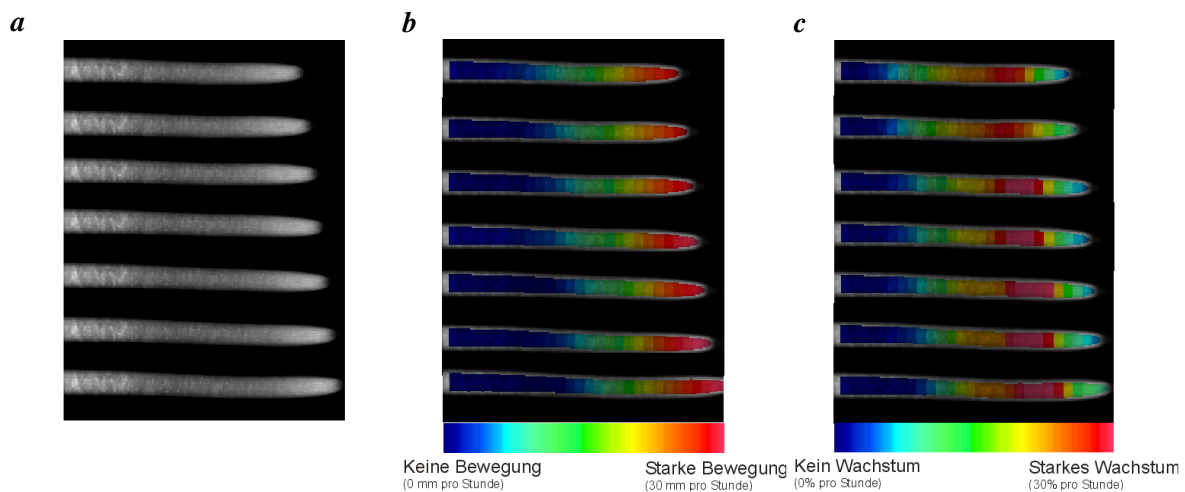 a
b
c
Keine Bewegung
(0 mm pro Stunde)
Starke Bewegung
(30 mm pro Stunde)
Kein Wachstum
(0% pro Stunde)
Starkes Wachstum
(30% pro Stunde)